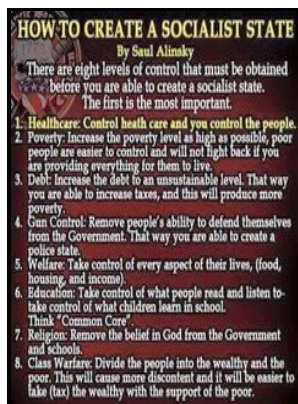 HOW TO CREATE A SOCIALIST STATE
By Saul Alinsky
There are eight levels of control that must be obtained
before you are able to create a socialist state.
The first is the most important.
1. Healthcare: Control heath care and you control the people.
2. Poverty: Increase the poverty level as high as possible, poor
people are easier to control and will not fight back if you
are providing everything for them to live.
3. Debt: Increase the debt to an unsustainable level. That way
you are able to increase taxes, and this will produce more
poverty.
4. Gun Control: Remove people's ability to defend themselves
from the Government. That way you are able to create a
police state.
5. Welfare: Take control of every aspect of their lives, (food,
housing, and income).
6. Education: Take control of what people read and listen to-
take control of what children learn in school.
Think "Common Core".
7. Religion: Remove the belief in God from the Government
and schools.
8. Class Warfare: Divide the people into the wealthy and the
poor. This will cause more discontent and it will be easier to
take (tax) the wealthy with the support of the poor.